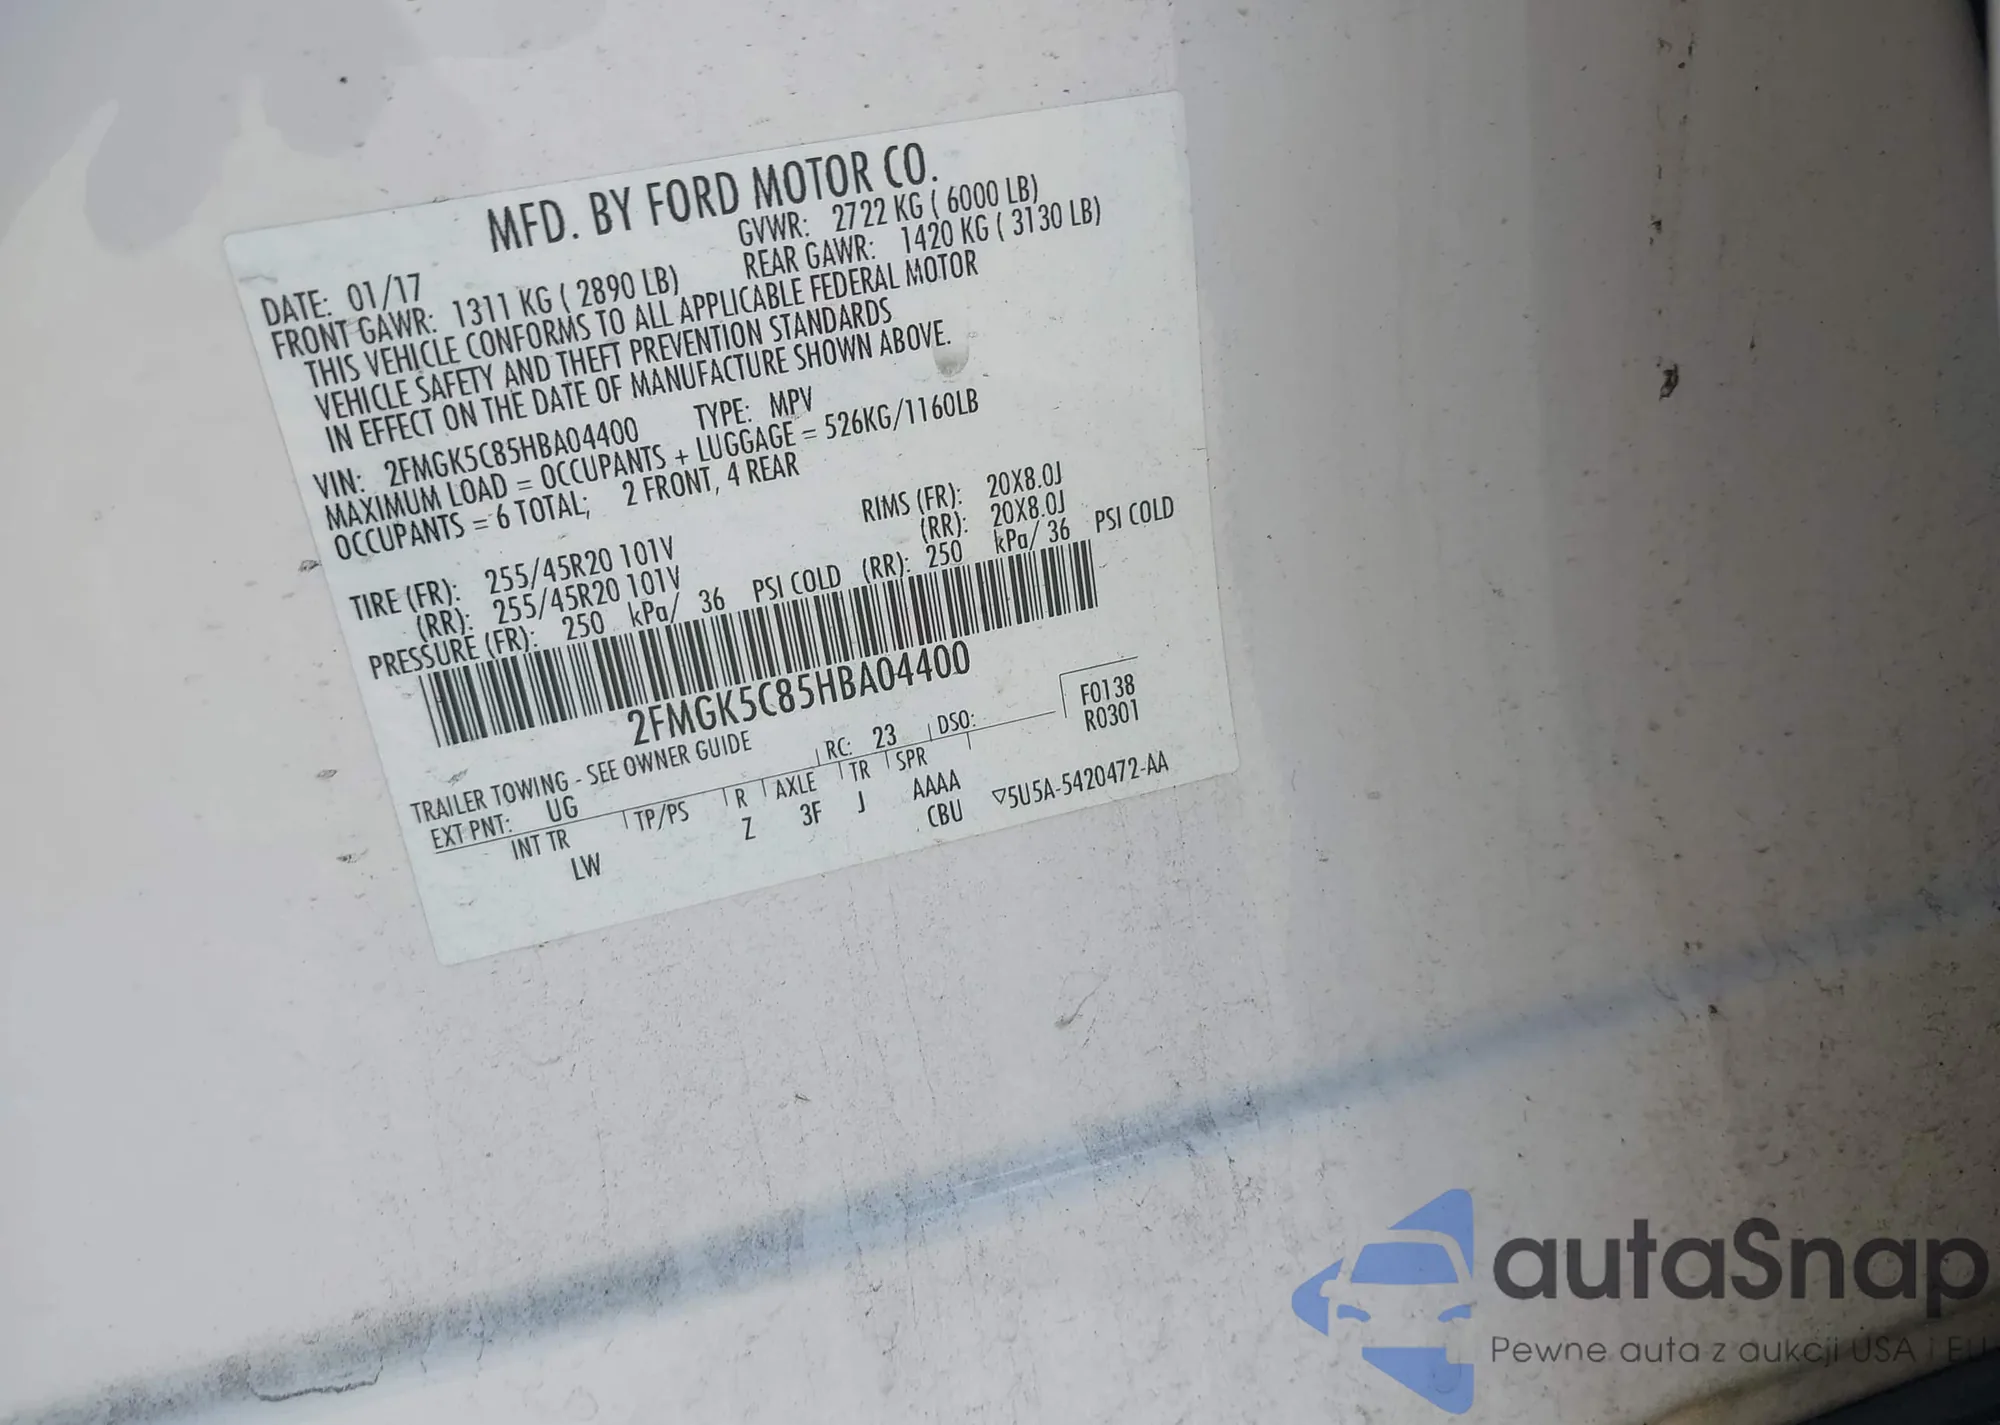 MFD. BY FORD MOTOR CO.
DATE: 01/17 GVWR: 2722 KG ( 6000 LB)
FRONT GAWR: 1311 KG ( 2890 LB) REAR GAWR: 1420 KG ( 3130 LB)
THIS VEHICLE CONFORMS TO ALL APPLICABLE FEDERAL MOTOR
VEHICLE SAFETY AND THEFT PREVENTION STANDARDS
IN EFFECT ON THE DATE OF MANUFACTURE SHOWN ABOVE.
VIN: 2FMGK5C85HBA04400 TYPE: MPV
MAXIMUM LOAD = OCCUPANTS + LUGGAGE = 526KG/1160LB
OCCUPANTS = 6 TOTAL; 2 FRONT, 4 REAR
TIRE (FR): 255/45R20 101V RIMS (FR): 20X8.0J
(RR): 255/45R20 101V (RR): 20X8.0J
PRESSURE (FR): 250 kPa/ 36 PSI COLD (RR): 250 kPa/ 36 PSI COLD
2FMGK5C85HBA04400
TRAILER TOWING - SEE OWNER GUIDE
EXT PNT: UG RC: 23 DSO: F0138
R0301
INT TR TP/PS R AXLE TR SPR
LW Z 3F J AAAA
CBU ▽5U5A-5420472-AA
autaSnap
Pewne auta z aukcji USA i EU